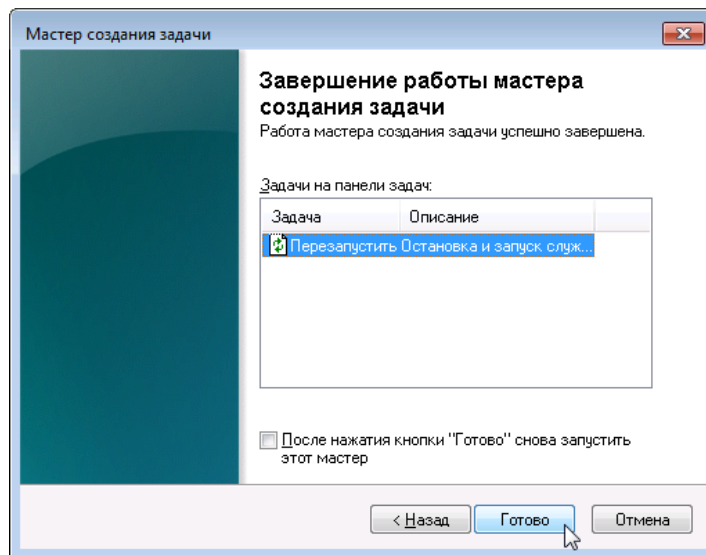 Мастер создания задачи
Завершение работы мастера
создания задачи
Работа мастера создания задачи успешно завершена.
Задачи на панели задач:
Задача Описание
Перезапустить Остановка и запуск служ...
После нажатия кнопки "Готово" снова запустить
этот мастер
< Назад Готово Отмена